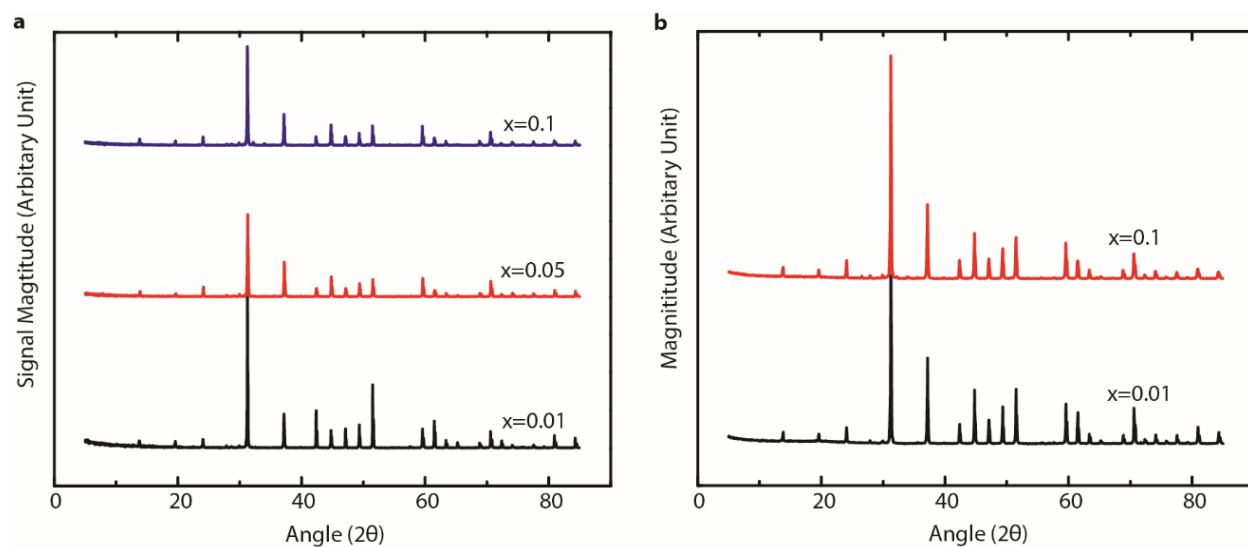 a
Signal Magtitude (Arbitary Unit)
x=0.1
x=0.05
x=0.01
0 20 40 60 80
Angle (2θ)
b
Magnititude (Arbitary Unit)
x=0.1
x=0.01
0 20 40 60 80
Angle (2θ)